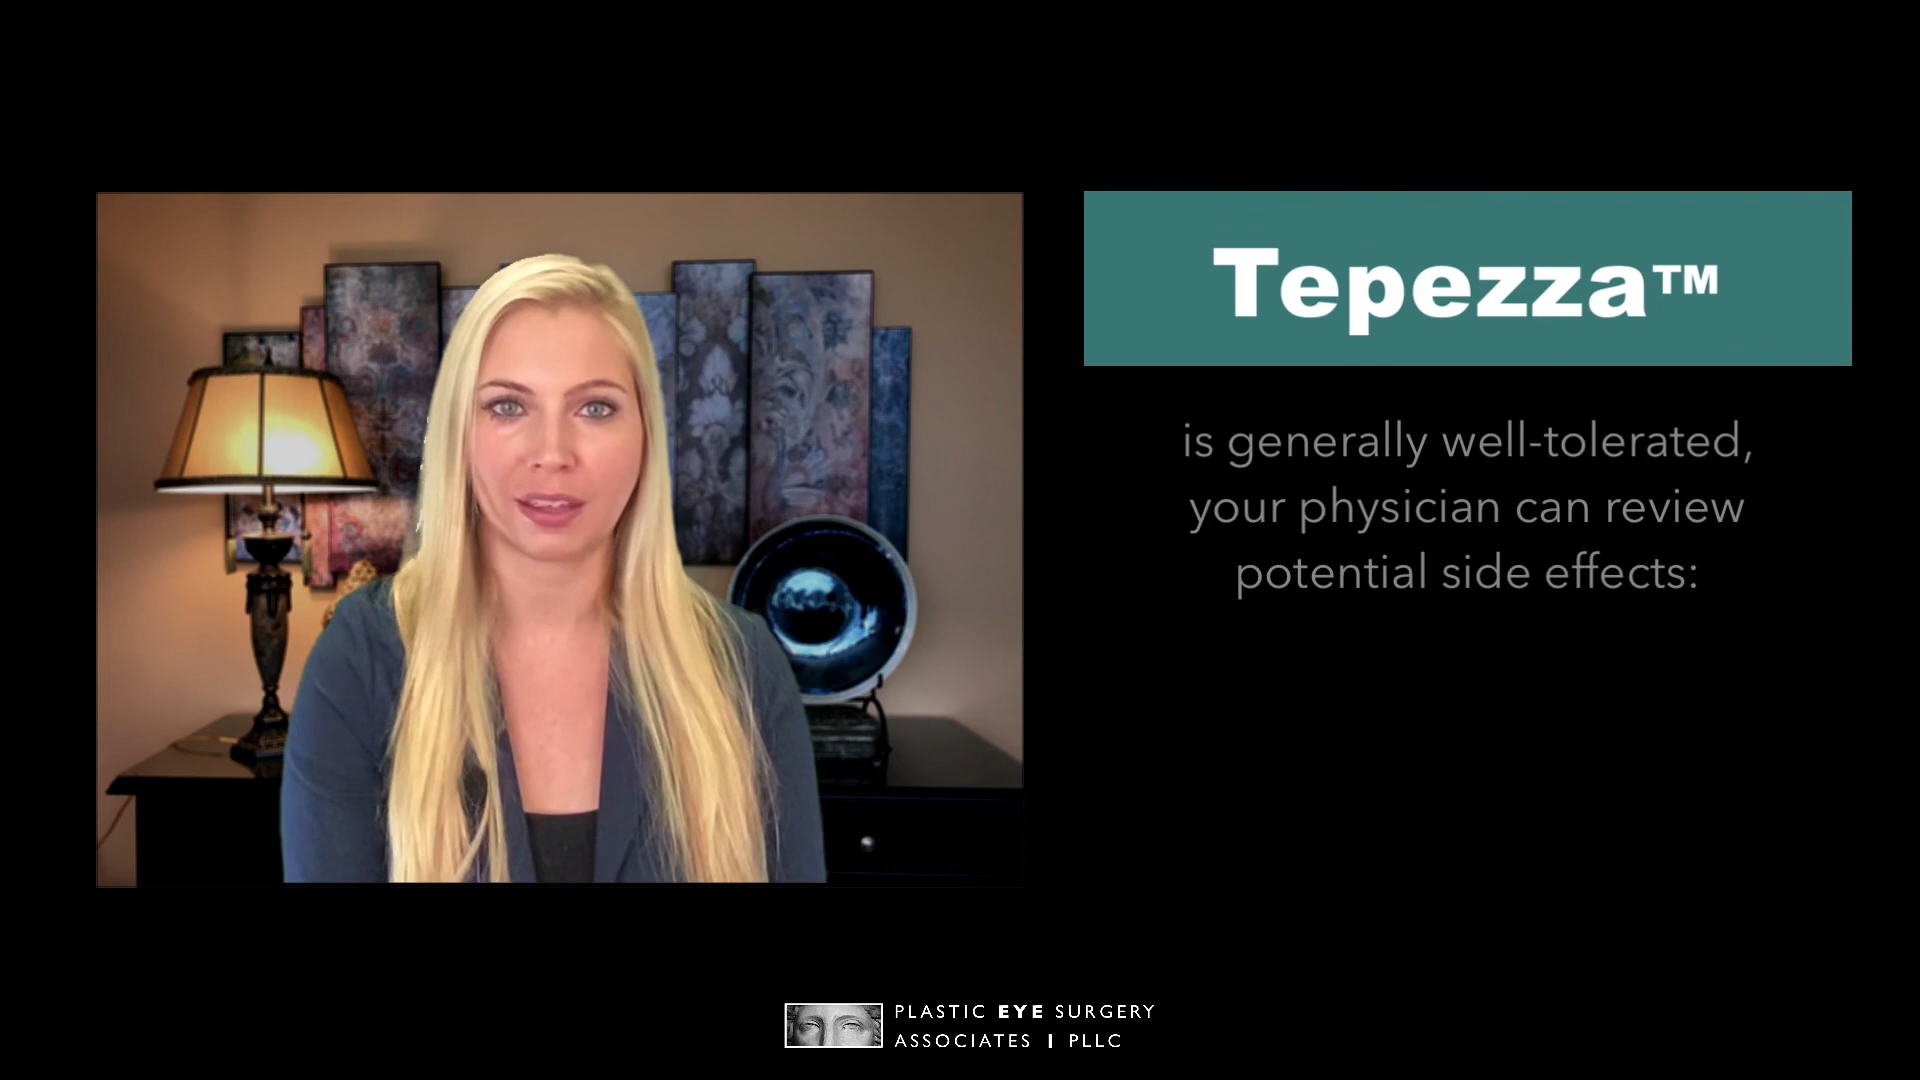 Tepezza™
is generally well-tolerated,
your physician can review
potential side effects:
PLASTIC EYE SURGERY
ASSOCIATES | PLLC